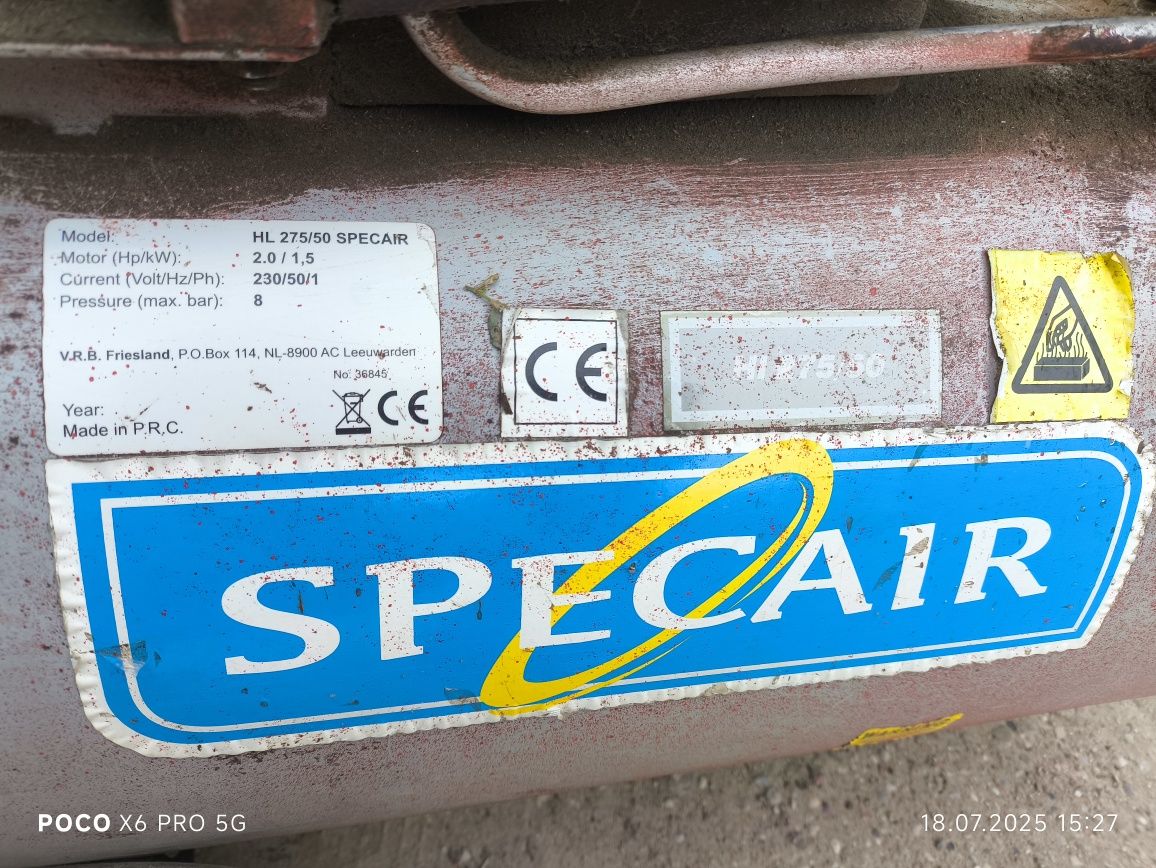 Model: HL 275/50 SPECAIR
Motor (Hp/kW): 2.0 / 1,5
Current (Volt/Hz/Ph): 230/50/1
Pressure (max. bar): 8
V.R.B. Friesland, P.O.Box 114, NL-8900 AC Leeuwarden
No: 36845
CE
Year:
Made in P.R.C.
CE
Hl 275/50
SPECAIR
POCO X6 PRO 5G
18.07.2025 15:27